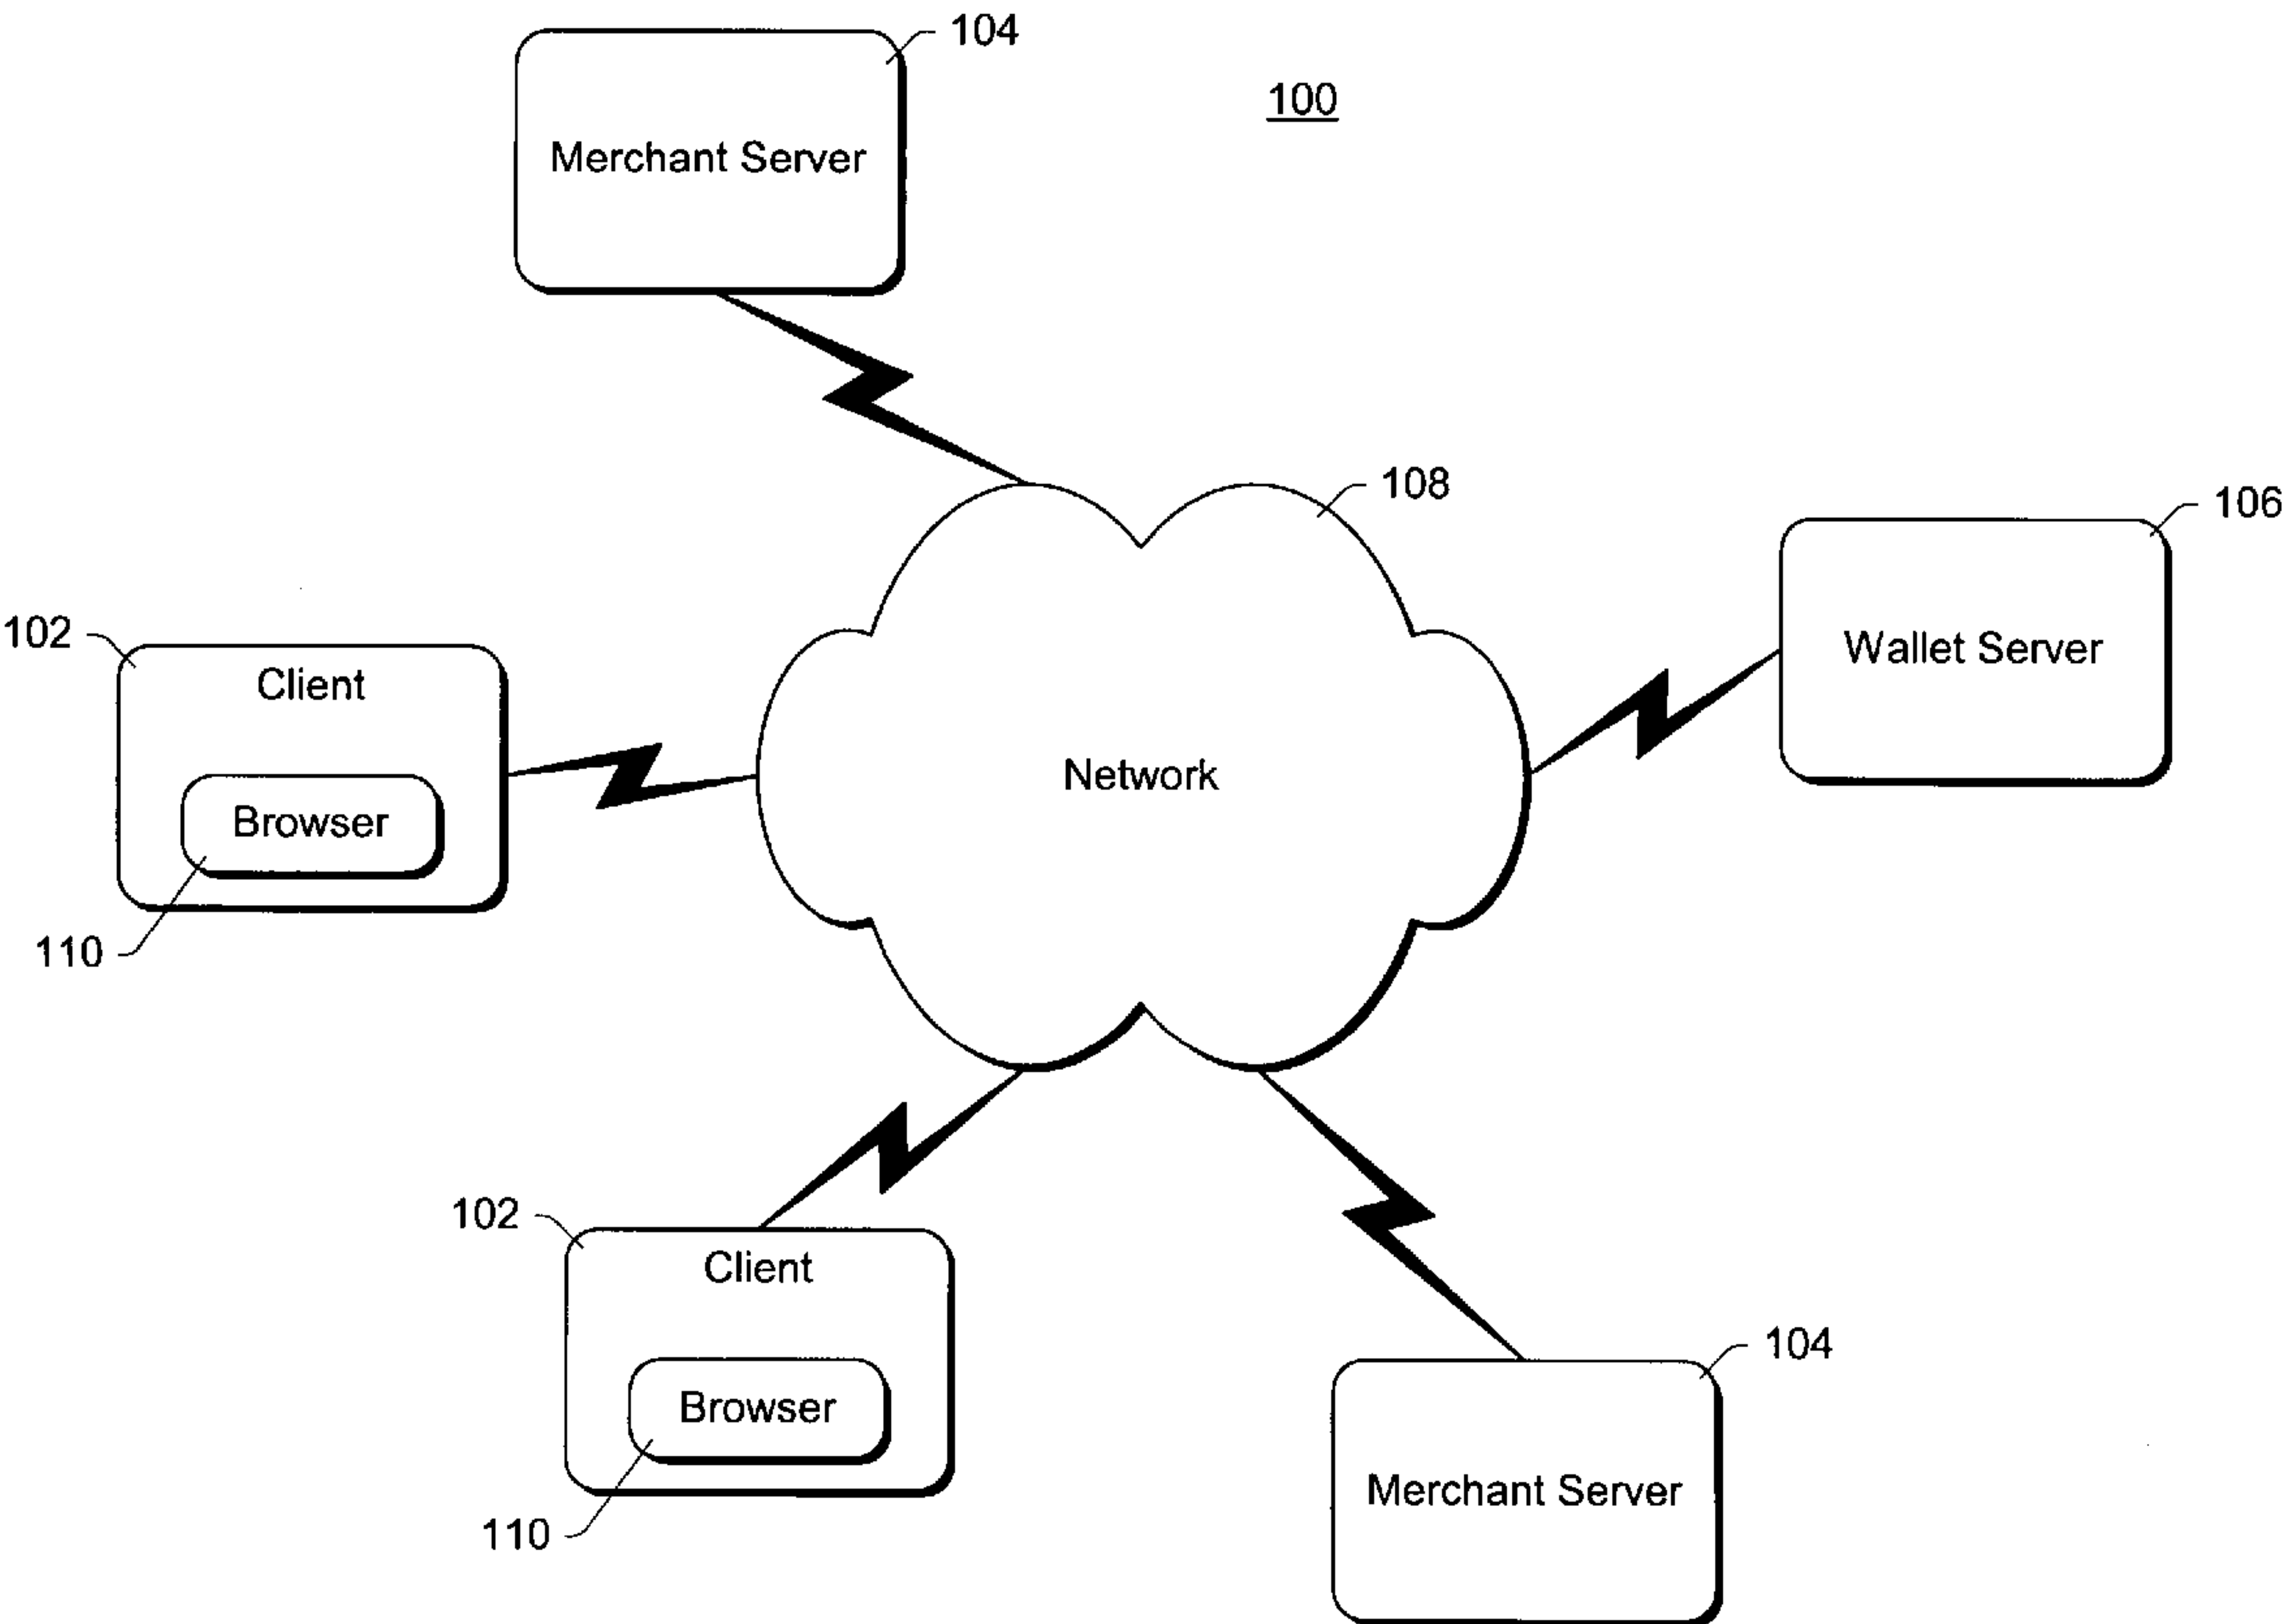 104
Merchant Server
100
108
106
Wallet Server
102
Client
Browser
110
Network
102
Client
Browser
110
104
Merchant Server